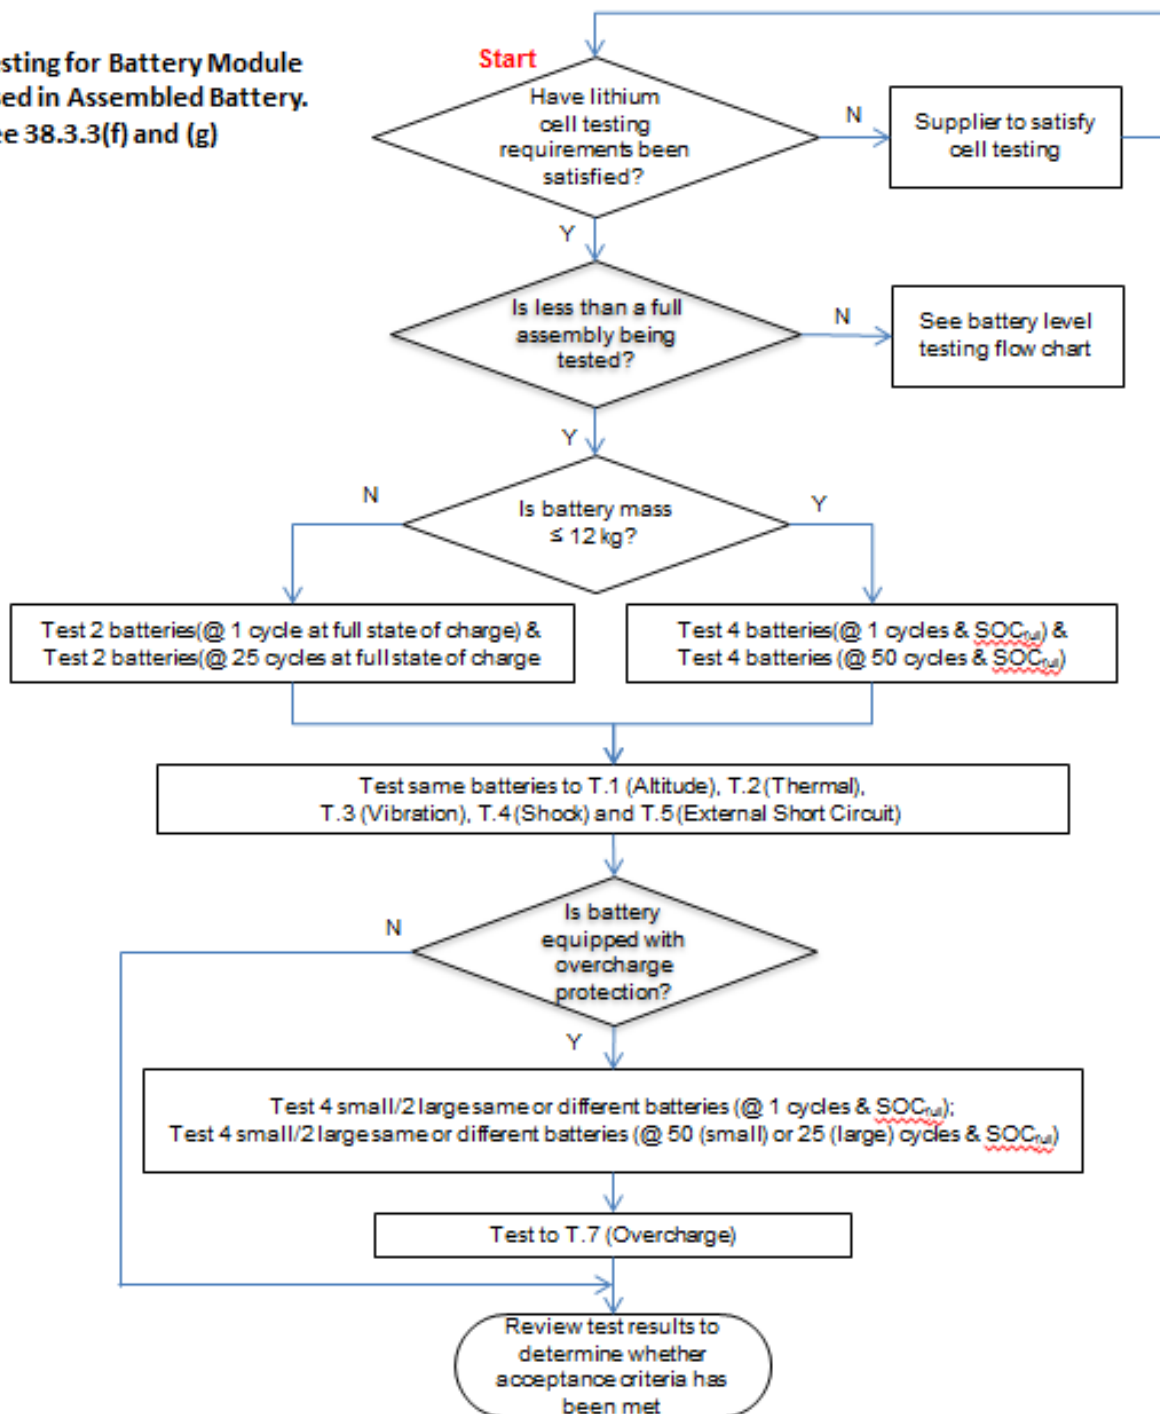 esting for Battery Module
sed in Assembled Battery.
ee 38.3.3(f) and (g)
Start
Have lithium
cell testing
requirements been
satisfied?
N
Supplier to satisfy
cell testing
Y
Is less than a full
assembly being
tested?
N
See battery level
testing flow chart
Y
Is battery mass
≤ 12 kg?
N
Y
Test 2 batteries(@ 1 cycle at full state of charge) &
Test 2 batteries(@ 25 cycles at full state of charge
Test 4 batteries(@ 1 cycles & SOCfull) &
Test 4 batteries (@ 50 cycles & SOCfull)
Test same batteries to T.1 (Altitude), T.2 (Thermal),
T.3 (Vibration), T.4 (Shock) and T.5 (External Short Circuit)
Is battery
equipped with
overcharge
protection?
N
Y
Test 4 small/2 large same or different batteries (@ 1 cycles & SOCfull);
Test 4 small/2 large same or different batteries (@ 50 (small) or 25 (large) cycles & SOCfull)
Test to T.7 (Overcharge)
Review test results to
determine whether
acceptance criteria has
been met